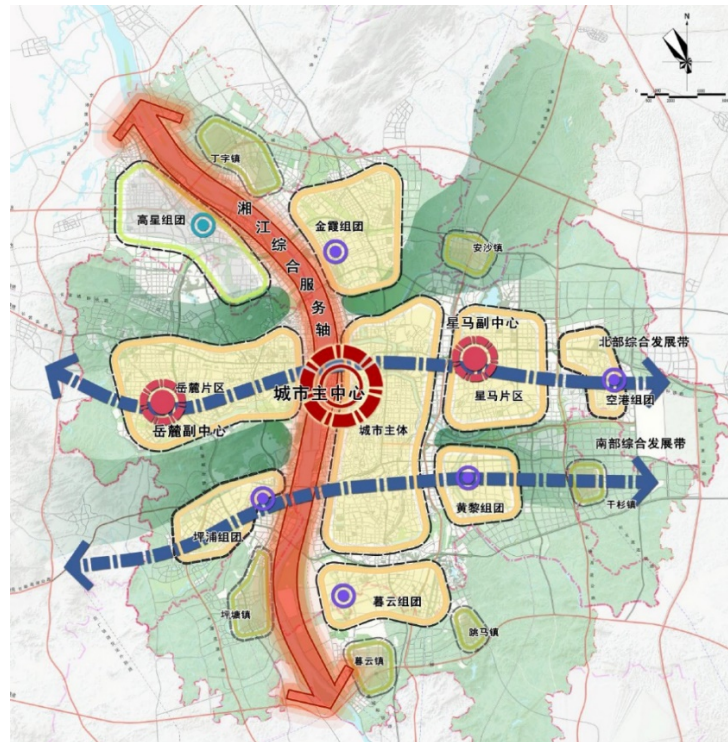 N
丁字镇
高星组团
湘江综合服务轴
金霞组团
安沙镇
星马副中心
北部综合发展带
岳麓片区
城市主中心
星马片区
空港组团
岳麓副中心
城市主体
南部综合发展带
黄黎组团
干杉镇
坪浦组团
坪塘镇
暮云组团
跳马镇
暮云镇